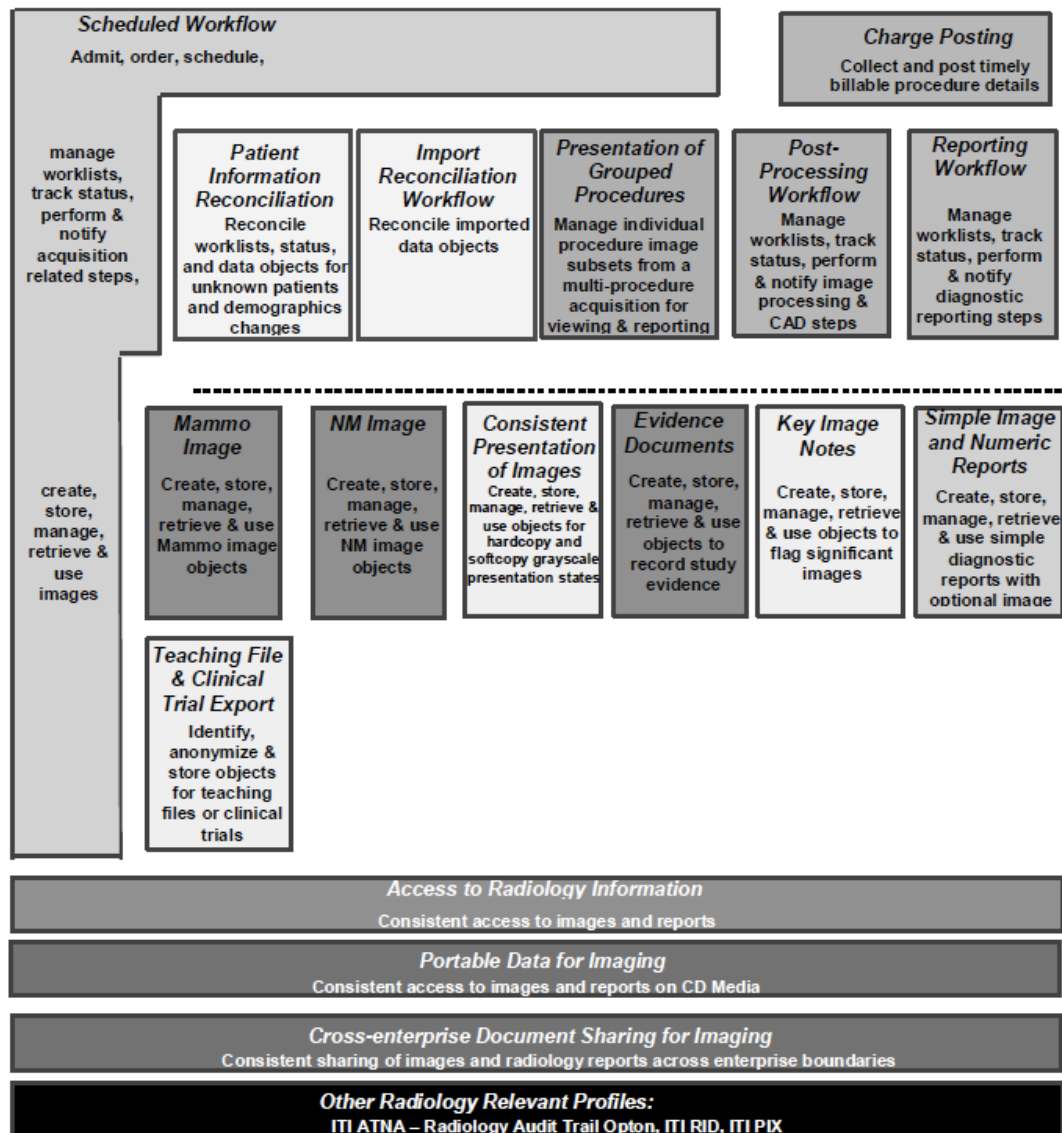 Scheduled Workflow
Admit, order, schedule,
Charge Posting
Collect and post timely
billable procedure details
manage
worklists,
track status,
perform &
notify
acquisition
related steps,
Patient
Information
Reconciliation
Reconcile
worklists, status,
and data objects for
unknown patients
and demographics
changes
Import
Reconciliation
Workflow
Reconcile imported
data objects
Presentation of
Grouped
Procedures
Manage individual
procedure image
subsets from a
multi-procedure
acquisition for
viewing & reporting
Post-
Processing
Workflow
Manage
worklists, track
status, perform
& notify image
processing &
CAD steps
Reporting
Workflow
Manage
worklists, track
status, perform
& notify
diagnostic
reporting steps
create,
store,
manage,
retrieve &
use
images
Mammo
Image
Create, store,
manage,
retrieve & use
Mammo image
objects
NM Image
Create, store,
manage,
retrieve & use
NM image
objects
Consistent
Presentation
of Images
Create, store,
manage, retrieve &
use objects for
hardcopy and
softcopy grayscale
presentation states
Evidence
Documents
Create, store,
manage,
retrieve & use
objects to
record study
evidence
Key Image
Notes
Create, store,
manage, retrieve
& use objects to
flag significant
images
Simple Image
and Numeric
Reports
Create, store,
manage, retrieve
& use simple
diagnostic
reports with
optional image
Teaching File
& Clinical
Trial Export
Identify,
anonymize &
store objects
for teaching
files or clinical
trials
Access to Radiology Information
Consistent access to images and reports
Portable Data for Imaging
Consistent access to images and reports on CD Media
Cross-enterprise Document Sharing for Imaging
Consistent sharing of images and radiology reports across enterprise boundaries
Other Radiology Relevant Profiles:
ITI ATNA – Radiology Audit Trail Opton, ITI RID, ITI PIX